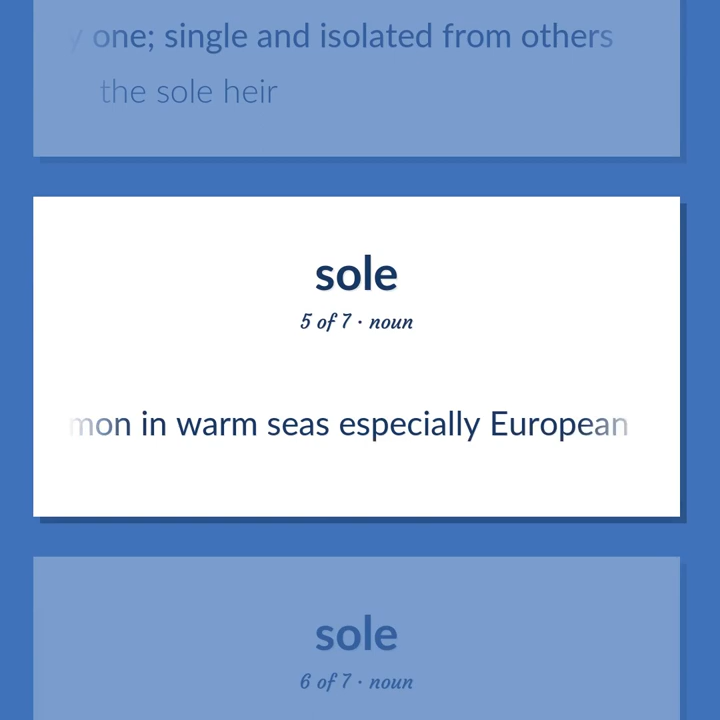 one; single and isolated from others
the sole heir
sole
5 of 7 · noun
mon in warm seas especially European
sole
6 of 7 · noun